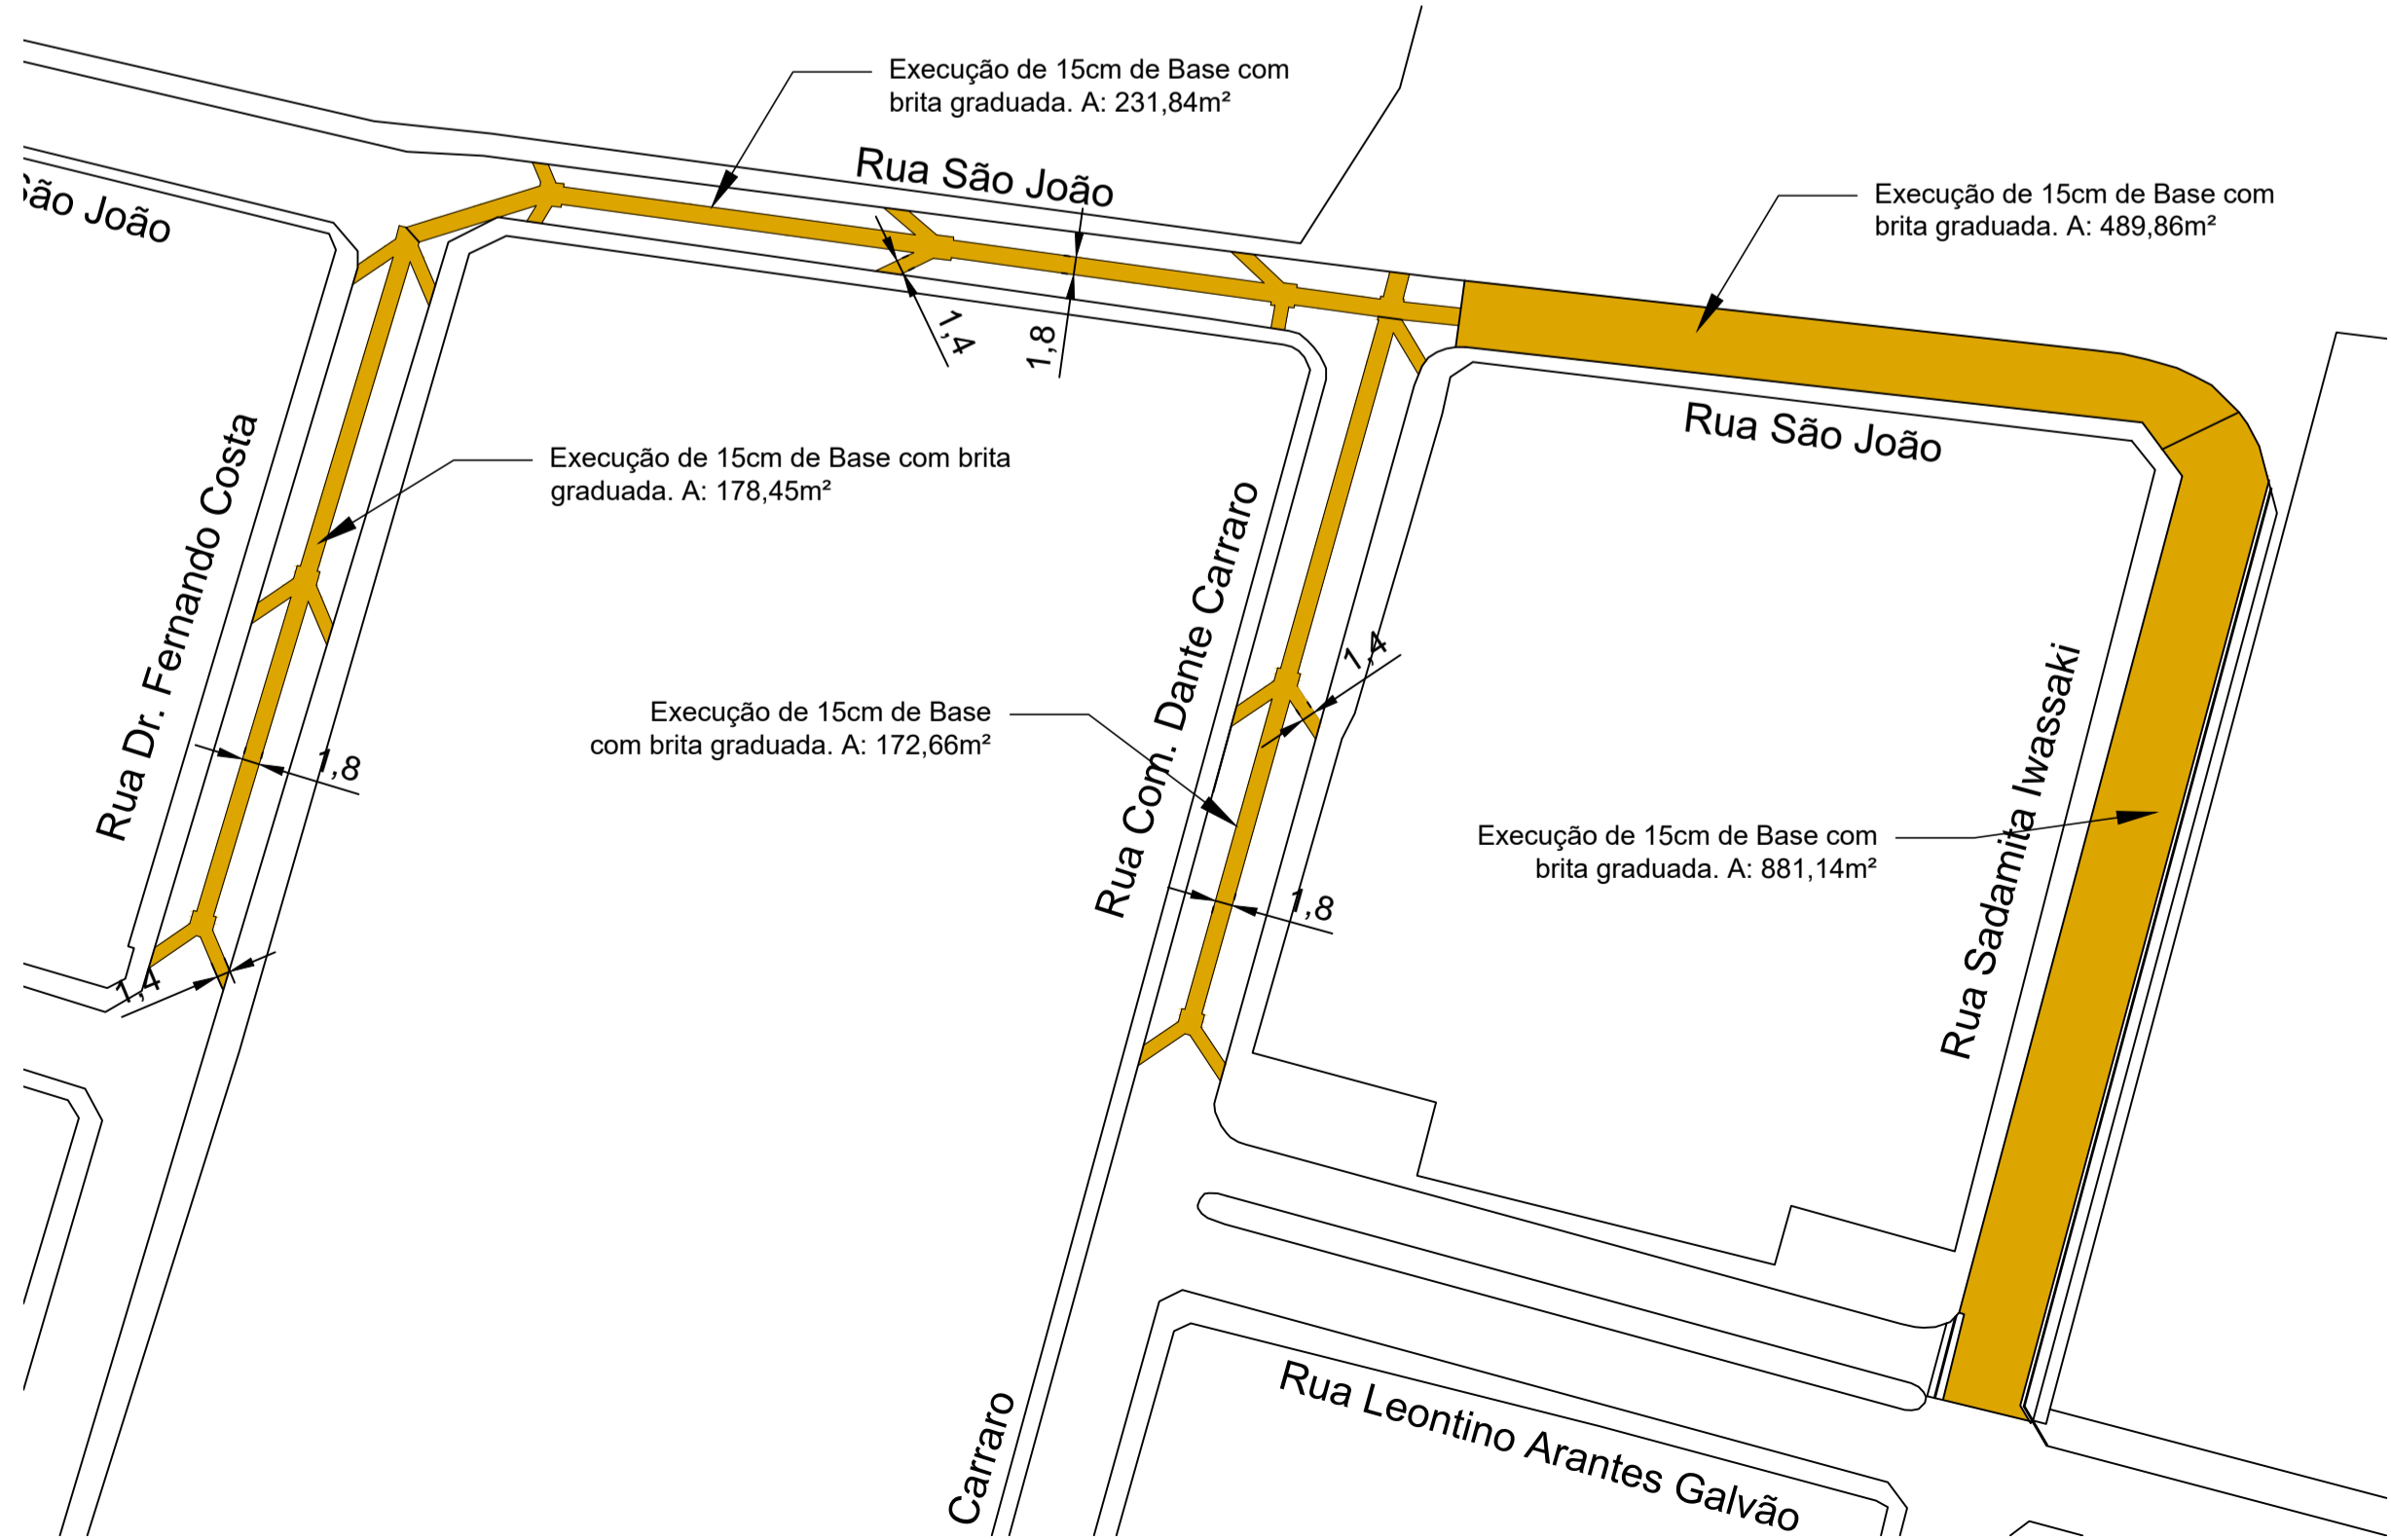 Execução de 15cm de Base com
brita graduada. A: 231,84m²
Rua São João
Execução de 15cm de Base com
brita graduada. A: 489,86m²
São João
1,4
1,8
Rua São João
Rua Dr. Fernando Costa
Execução de 15cm de Base com brita
graduada. A: 178,45m²
1,8
1,4
Rua Com. Dante Carraro
1,4
Execução de 15cm de Base
com brita graduada. A: 172,66m²
1,8
Execução de 15cm de Base com
brita graduada. A: 881,14m²
Rua Sadamita Iwassaki
Carraro
Rua Leontino Arantes Galvão